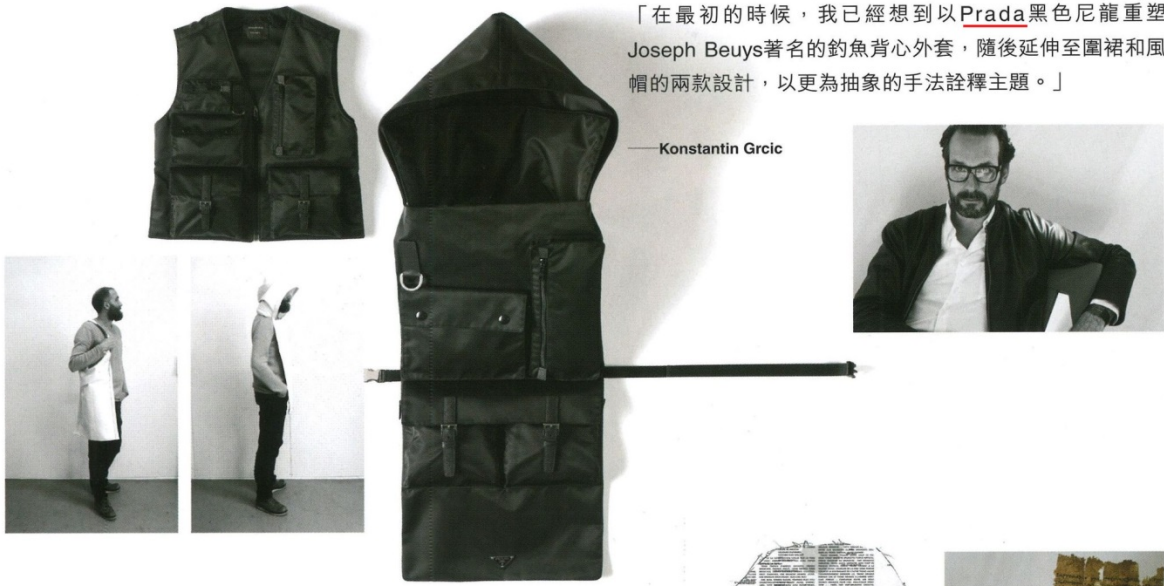 「在最初的時候，我已經想到以Prada黑色尼龍重塑
Joseph Beuys著名的釣魚背心外套，隨後延伸至圍裙和風
帽的兩款設計，以更為抽象的手法詮釋主題。」
——Konstantin Grcic